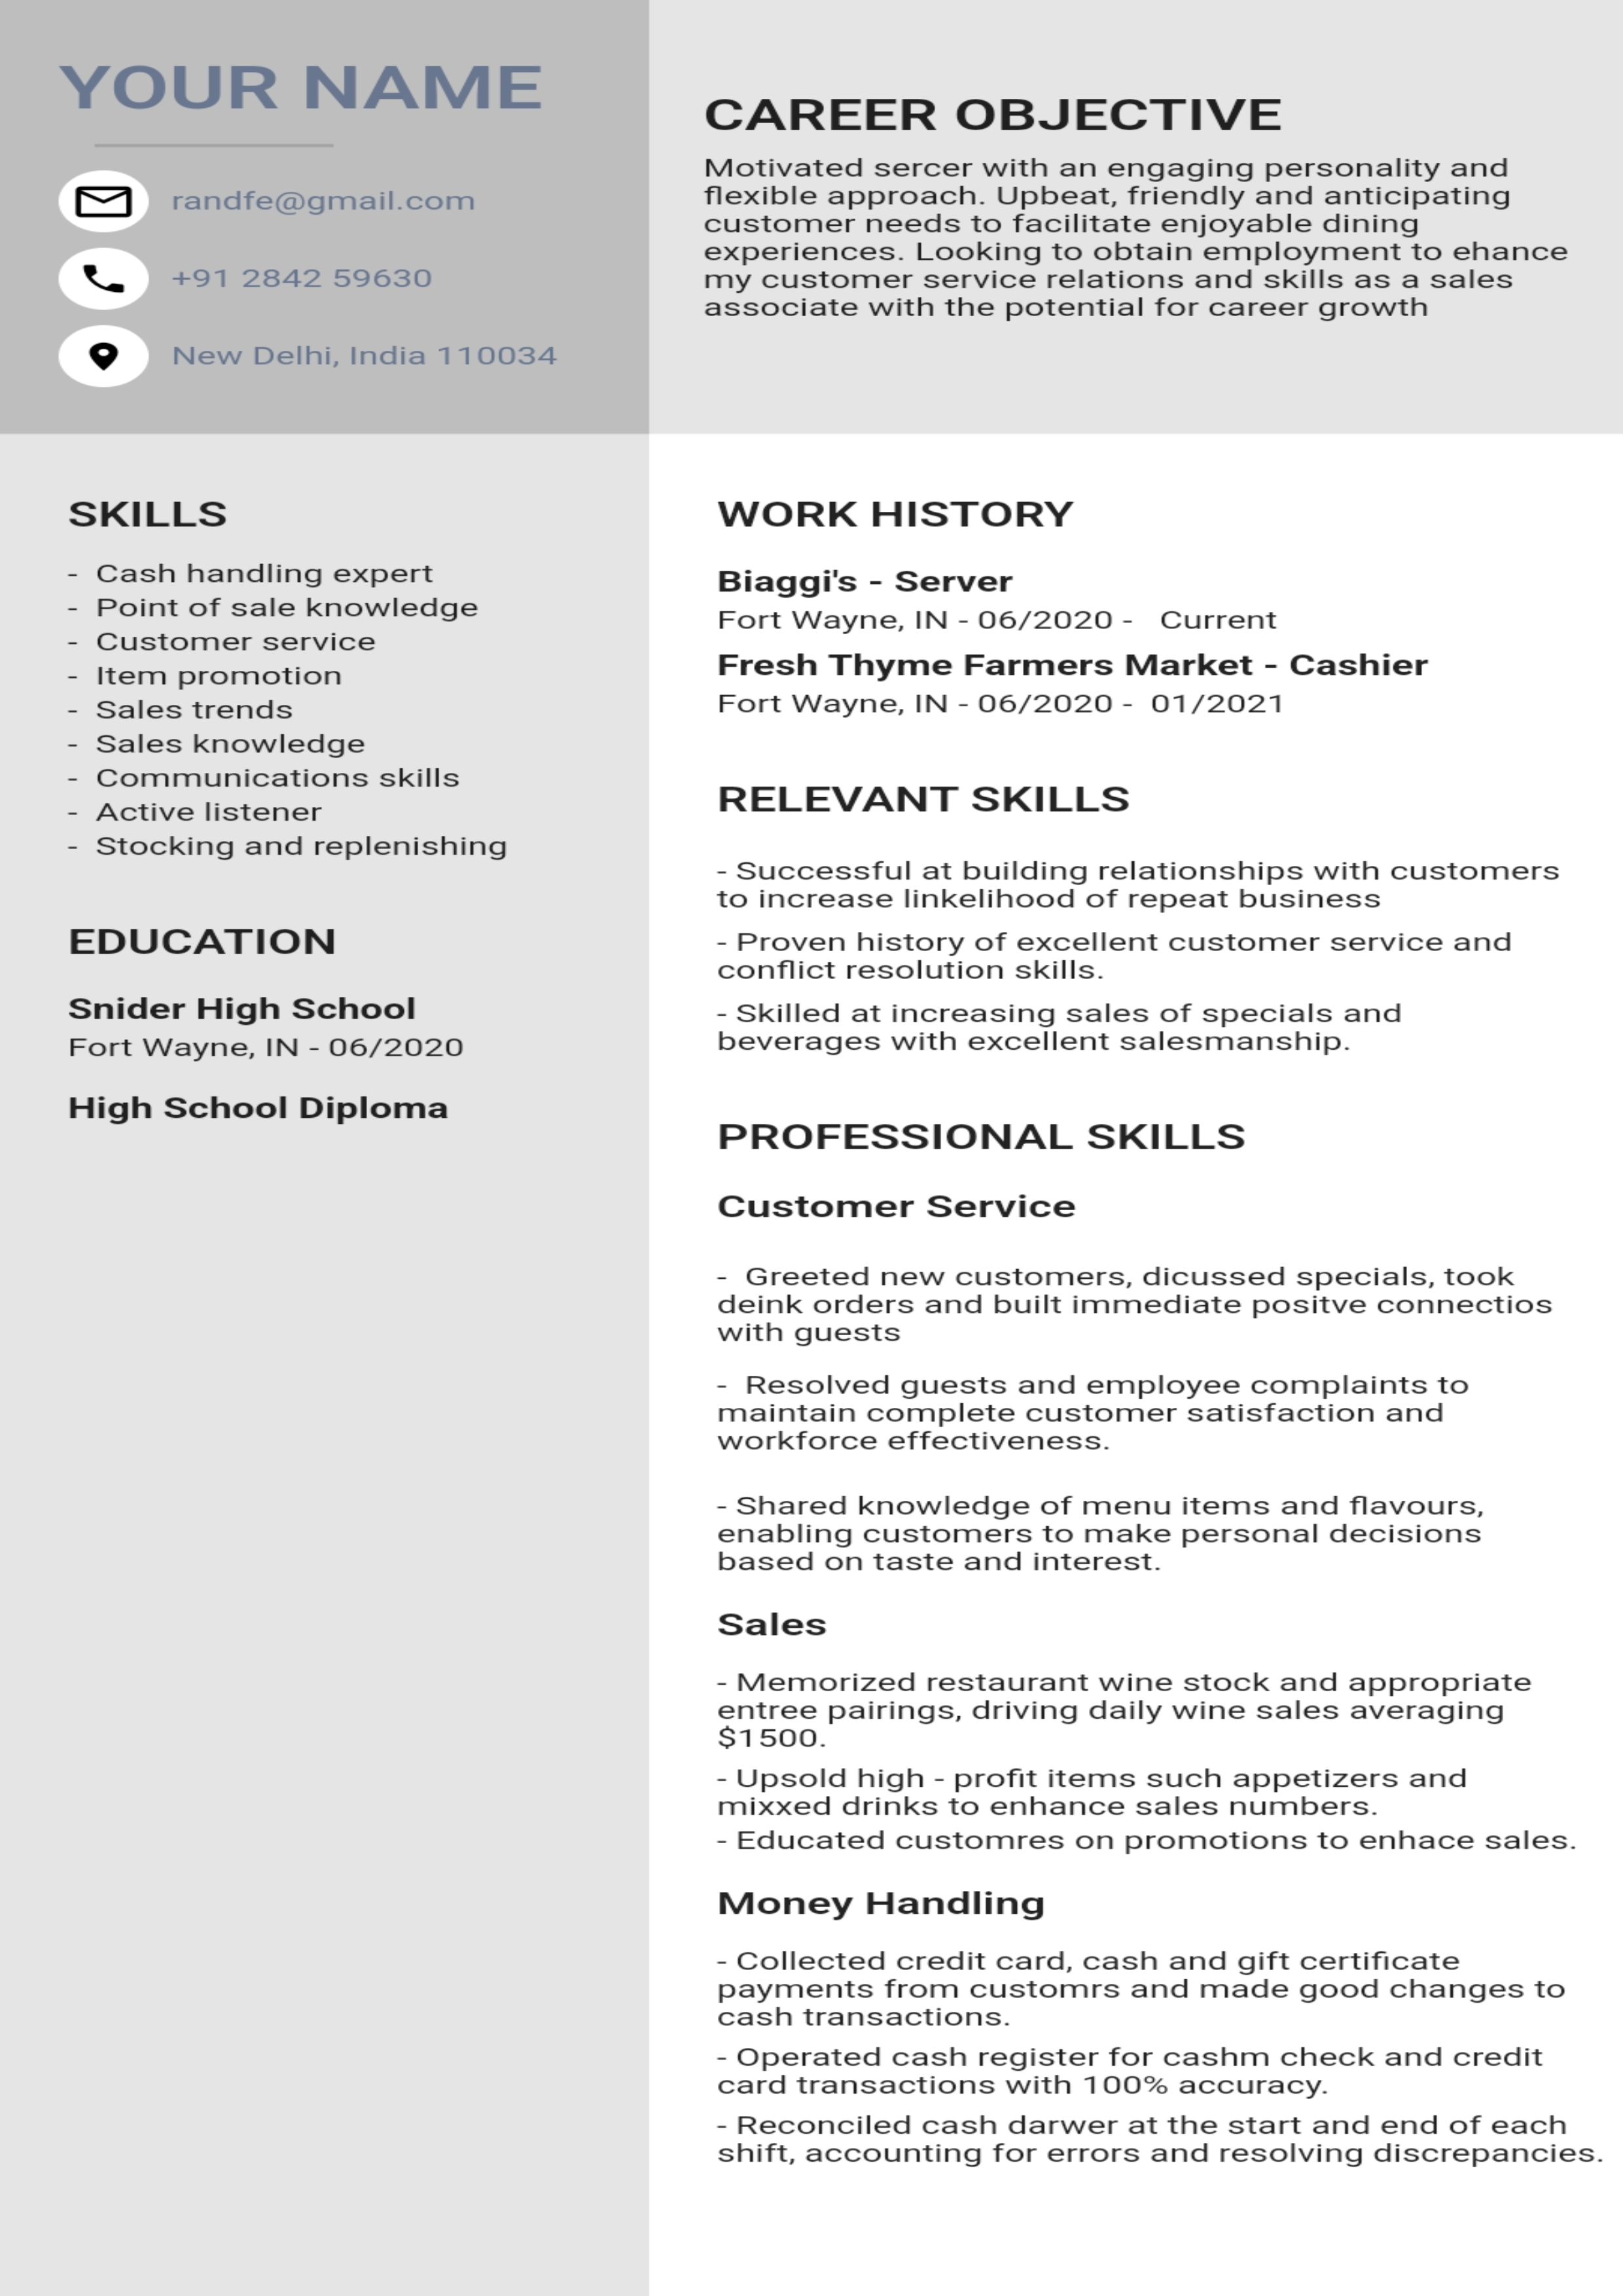 YOUR NAME
randfe@gmail.com
+91 2842 59630
New Delhi, India 110034
CAREER OBJECTIVE
Motivated sercer with an engaging personality and
flexible approach. Upbeat, friendly and anticipating
customer needs to facilitate enjoyable dining
experiences. Looking to obtain employment to ehance
my customer service relations and skills as a sales
associate with the potential for career growth
SKILLS
- Cash handling expert
- Point of sale knowledge
- Customer service
- Item promotion
- Sales trends
- Sales knowledge
- Communications skills
- Active listener
- Stocking and replenishing
EDUCATION
Snider High School
Fort Wayne, IN - 06/2020
High School Diploma
WORK HISTORY
Biaggi's - Server
Fort Wayne, IN - 06/2020 - Current
Fresh Thyme Farmers Market - Cashier
Fort Wayne, IN - 06/2020 - 01/2021
RELEVANT SKILLS
- Successful at building relationships with customers
to increase linkelihood of repeat business
- Proven history of excellent customer service and
conflict resolution skills.
- Skilled at increasing sales of specials and
beverages with excellent salesmanship.
PROFESSIONAL SKILLS
Customer Service
- Greeted new customers, dicussed specials, took
deink orders and built immediate positve connectios
with guests
- Resolved guests and employee complaints to
maintain complete customer satisfaction and
workforce effectiveness.
- Shared knowledge of menu items and flavours,
enabling customers to make personal decisions
based on taste and interest.
Sales
- Memorized restaurant wine stock and appropriate
entree pairings, driving daily wine sales averaging
$1500.
- Upsold high - profit items such appetizers and
mixxed drinks to enhance sales numbers.
- Educated customres on promotions to enhace sales.
Money Handling
- Collected credit card, cash and gift certificate
payments from customrs and made good changes to
cash transactions.
- Operated cash register for cashm check and credit
card transactions with 100% accuracy.
- Reconciled cash darwer at the start and end of each
shift, accounting for errors and resolving discrepancies.